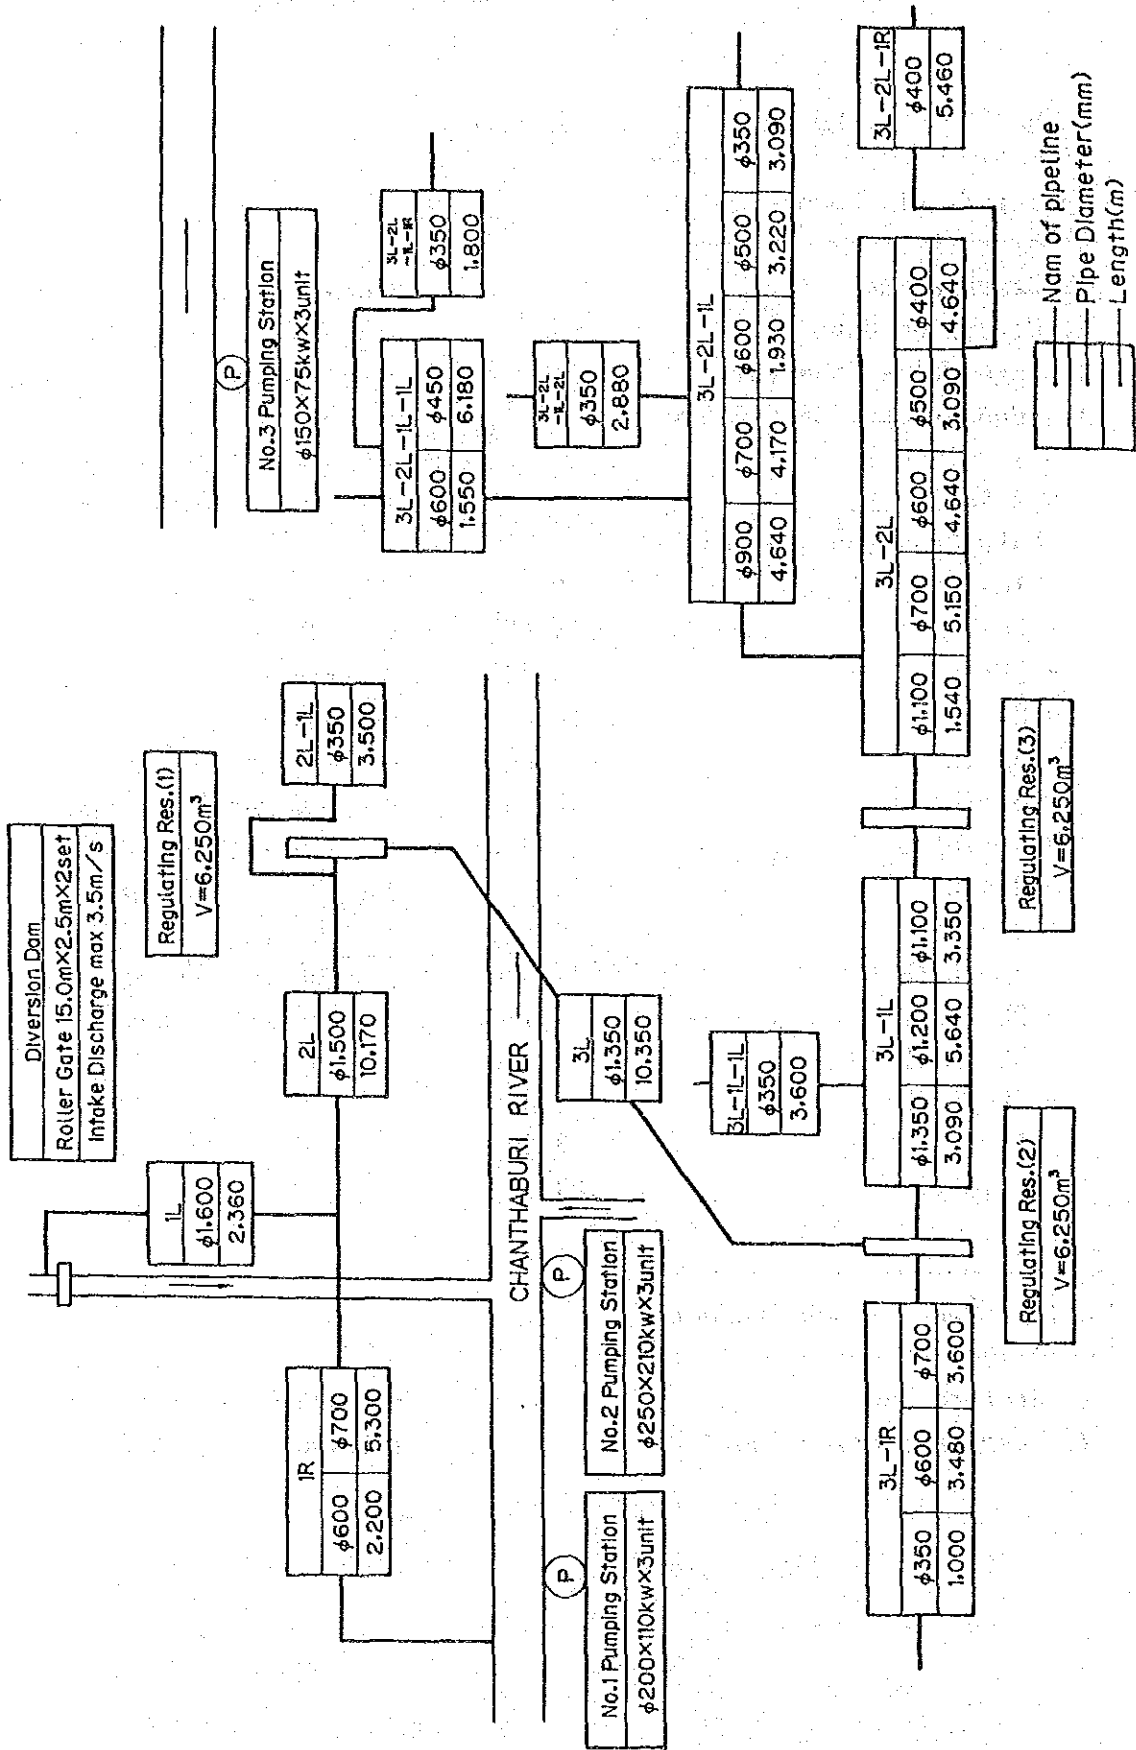 Diversion Dam
Roller Gate 15.0m×2.5m×2set
Intake Discharge max 3.5m/s
1L
φ1.600
2.360
Regulating Res.(1)
V=6.250m³
1R
φ600 φ700
2.200 5.300
2L
φ1.500
10.170
2L-1L
φ350
3.500
No.3 Pumping Station
φ150×75kw×3unit
P
3L-2L-1L-1L
φ600 φ450
1.550 6.180
3L-2L
-1L-1R
φ350
1.800
CHANTHABURI RIVER
P
No.1 Pumping Station
φ200×110kw×3unit
P
No.2 Pumping Station
φ250×210kw×3unit
3L
φ1.350
10.350
3L-2L
-1L-2L
φ350
2.880
3L-1L-1L
φ350
3.600
3L-2L-1L
φ900 φ700 φ600 φ500 φ350
4.640 4.170 1.930 3.220 3.090
3L-1R
φ350 φ600 φ700
1.000 3.480 3.600
3L-1L
φ1.350 φ1.200 φ1.100
3.090 5.640 3.350
3L-2L
φ1.100 φ700 φ600 φ500 φ400
1.540 5.150 4.640 3.090 4.640
3L-2L-1R
φ400
5.460
Regulating Res.(2)
V=6.250m³
Regulating Res.(3)
V=6.250m³
Nam of pipeline
Pipe Diameter(mm)
Length(m)